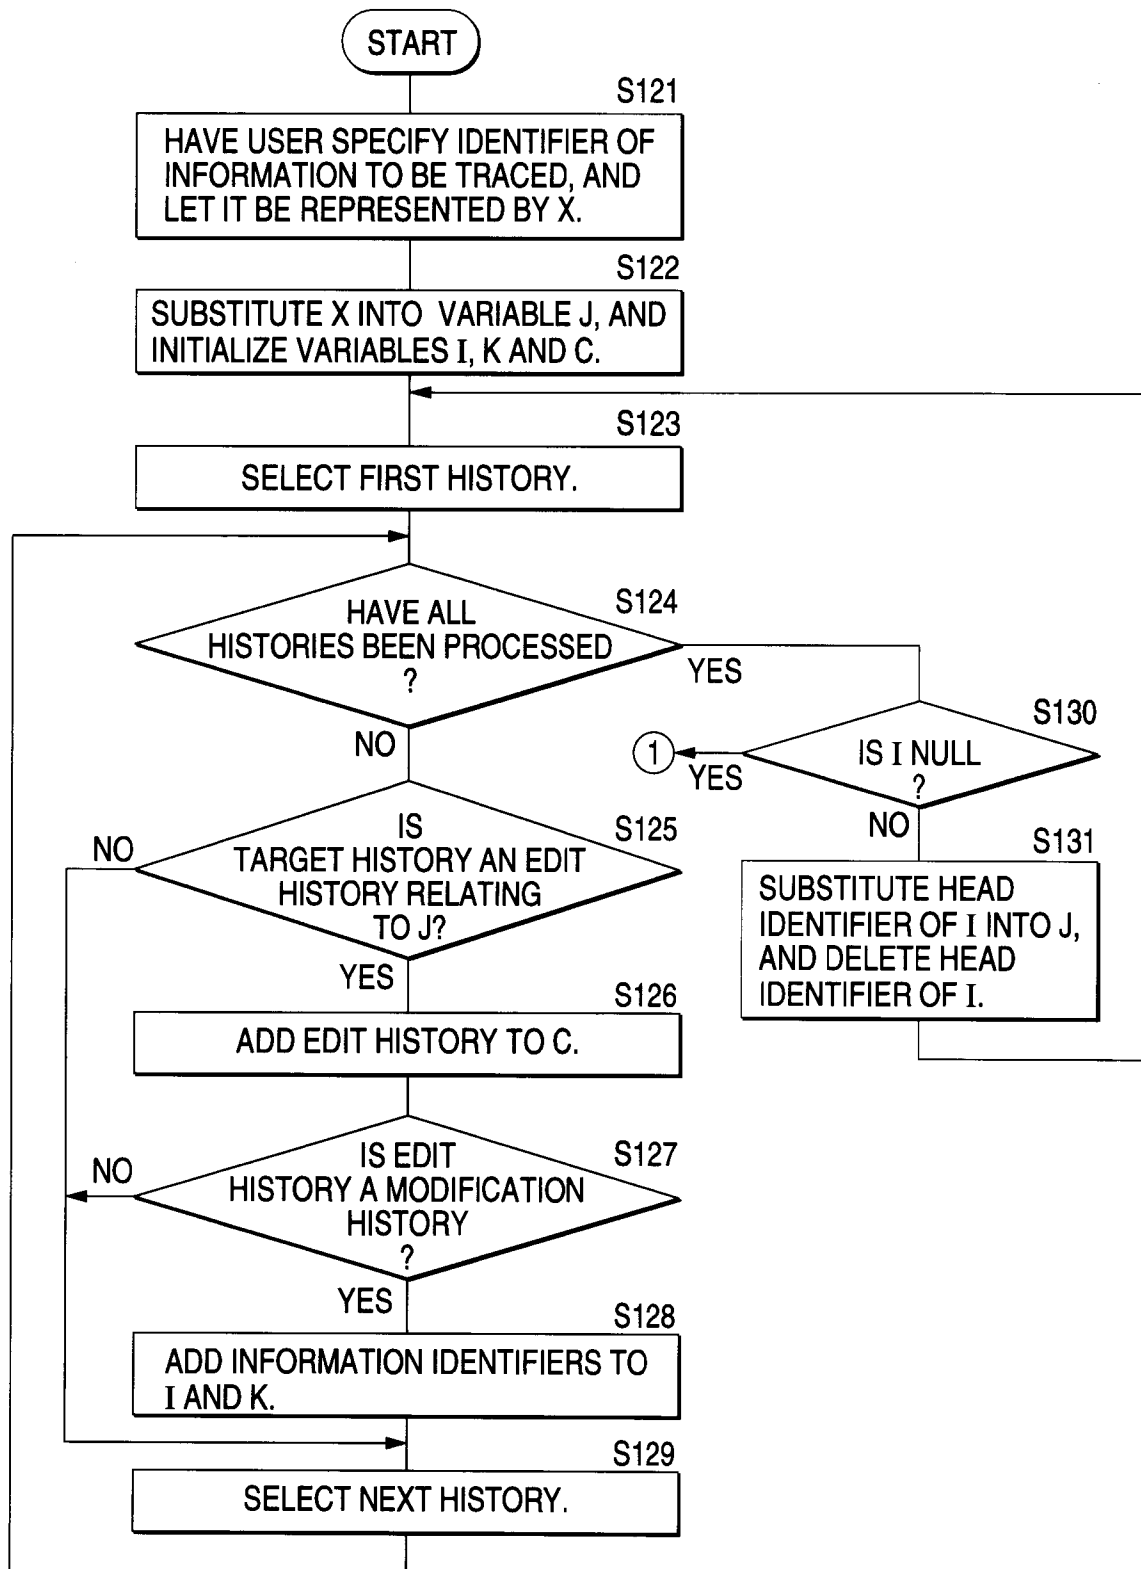 START
S121
HAVE USER SPECIFY IDENTIFIER OF
INFORMATION TO BE TRACED, AND
LET IT BE REPRESENTED BY X.
S122
SUBSTITUTE X INTO VARIABLE J, AND
INITIALIZE VARIABLES I, K AND C.
S123
SELECT FIRST HISTORY.
S124
HAVE ALL
HISTORIES BEEN PROCESSED
?
YES
NO
S130
IS I NULL
?
YES
1
NO
S131
SUBSTITUTE HEAD
IDENTIFIER OF I INTO J,
AND DELETE HEAD
IDENTIFIER OF I.
S125
IS
TARGET HISTORY AN EDIT
HISTORY RELATING
TO J?
NO
YES
S126
ADD EDIT HISTORY TO C.
S127
IS EDIT
HISTORY A MODIFICATION
HISTORY
?
NO
YES
S128
ADD INFORMATION IDENTIFIERS TO
I AND K.
S129
SELECT NEXT HISTORY.